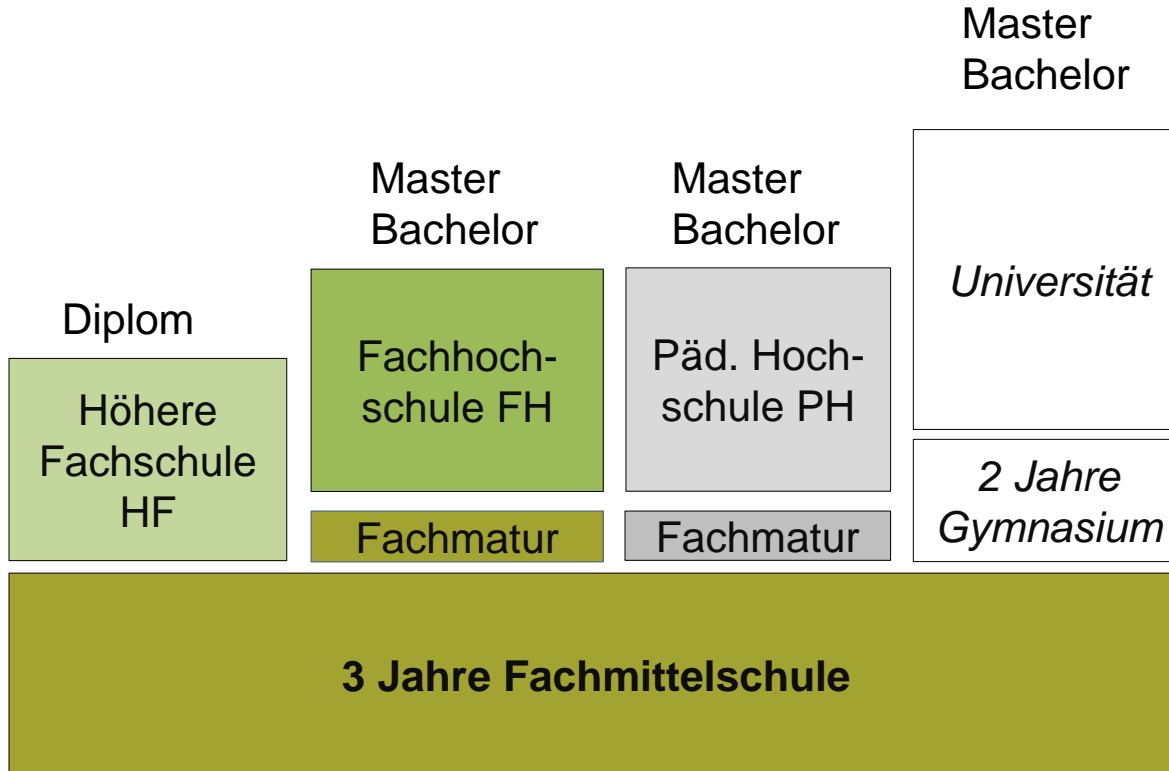 Master
Bachelor
Master
Bachelor
Master
Bachelor
Universität
Diplom
Fachhoch-
schule FH
Päd. Hoch-
schule PH
Höhere
Fachschule
HF
2 Jahre
Gymnasium
Fachmatur
Fachmatur
3 Jahre Fachmittelschule